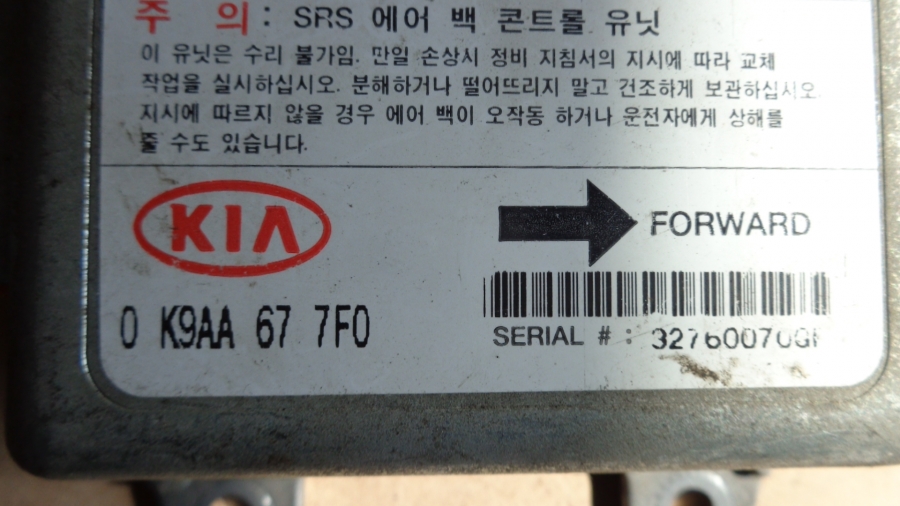 주 의 : SRS 에어 백 콘트롤 유닛
이 유닛은 수리 불가임. 만일 손상시 정비 지침서의 지시에 따라 교체
작업을 실시하십시오. 분해하거나 떨어뜨리지 말고 건조하게 보관하십시오.
지시에 따르지 않을 경우 에어 백이 오작동 하거나 운전자에게 상해를
줄 수도 있습니다.
KIA
FORWARD
0 K9AA 67 7F0
SERIAL # :